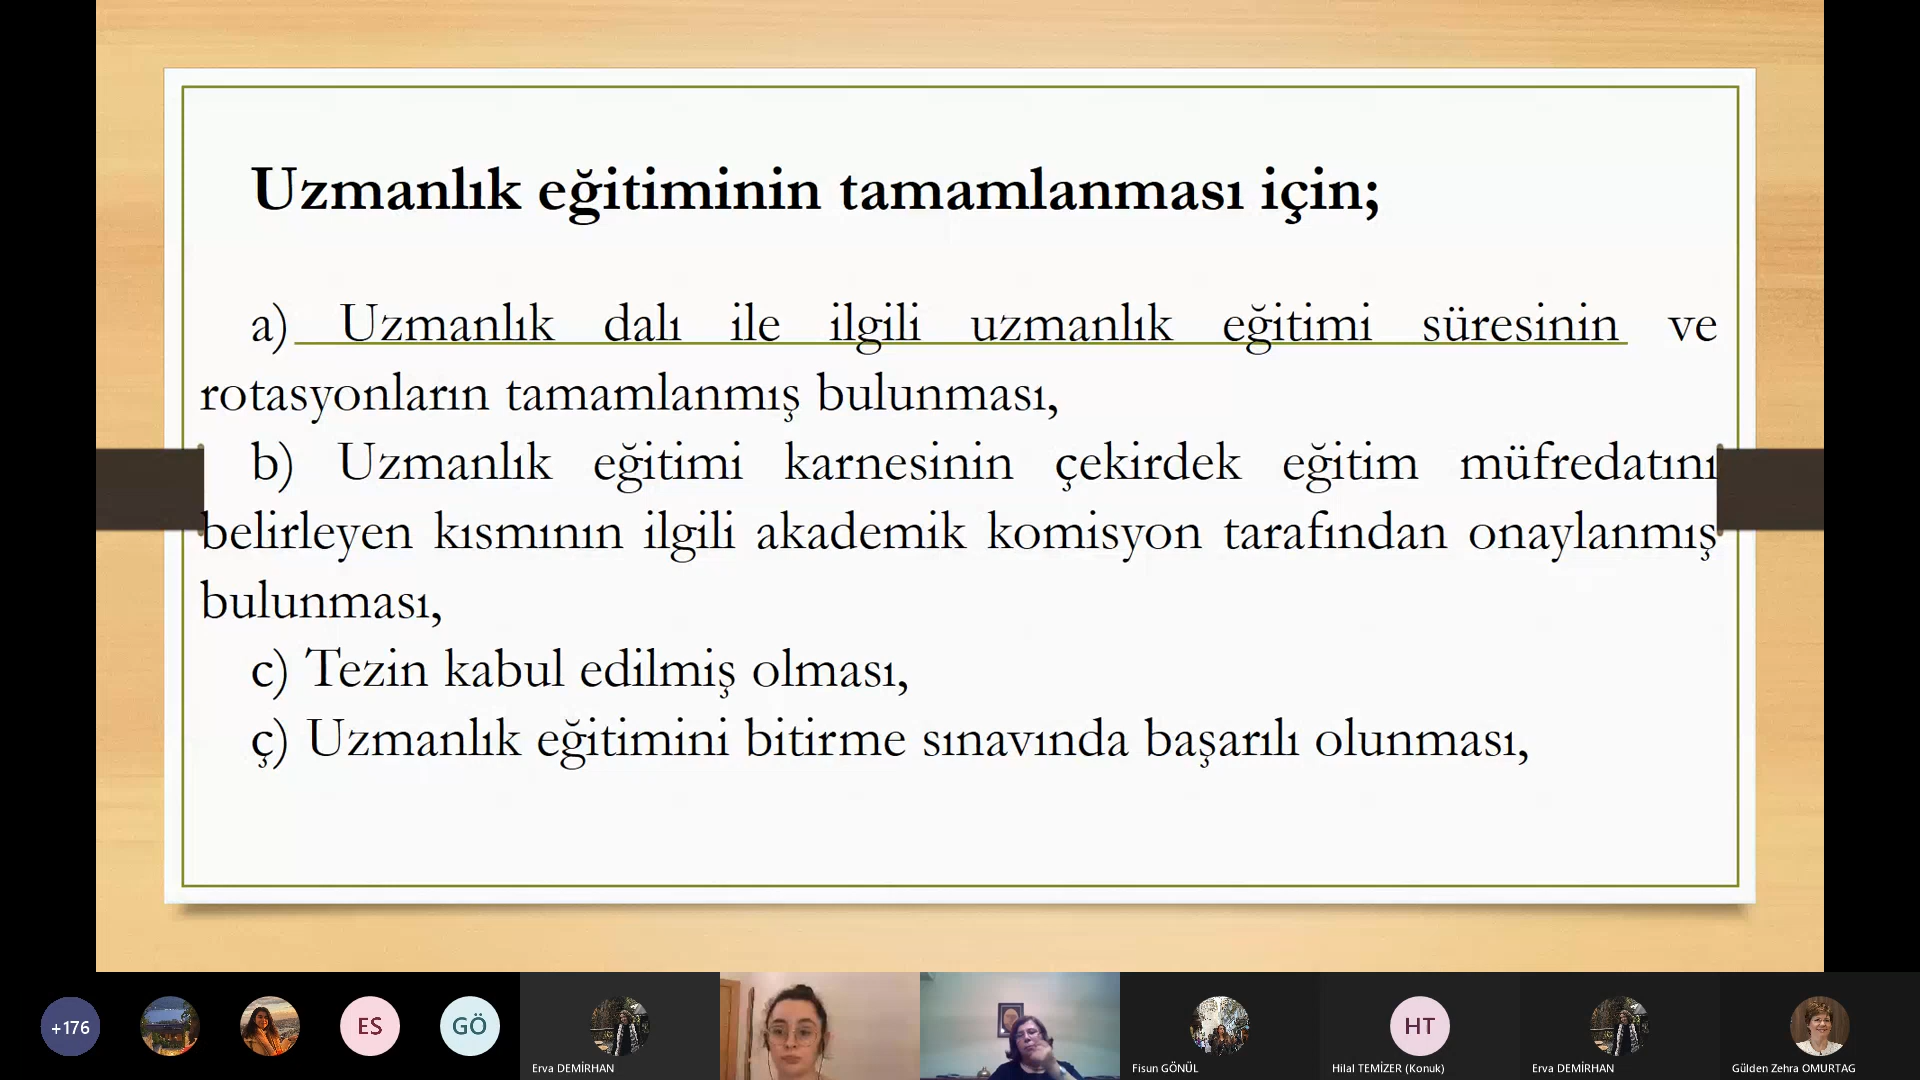 Uzmanlık eğitiminin tamamlanması için;
a) Uzmanlık dalı ile ilgili uzmanlık eğitimi süresinin ve
rotasyonların tamamlanmış bulunması,
b) Uzmanlık eğitimi karnesinin çekirdek eğitim müfredatını
belirleyen kısmının ilgili akademik komisyon tarafından onaylanmış
bulunması,
c) Tezin kabul edilmiş olması,
ç) Uzmanlık eğitimini bitirme sınavında başarılı olunması,
+176
ES
GÖ
Erva DEMİRHAN
Fisun GÖNÜL
HT
Hilal TEMİZER (Konuk)
Erva DEMİRHAN
Gülden Zehra OMURTAG